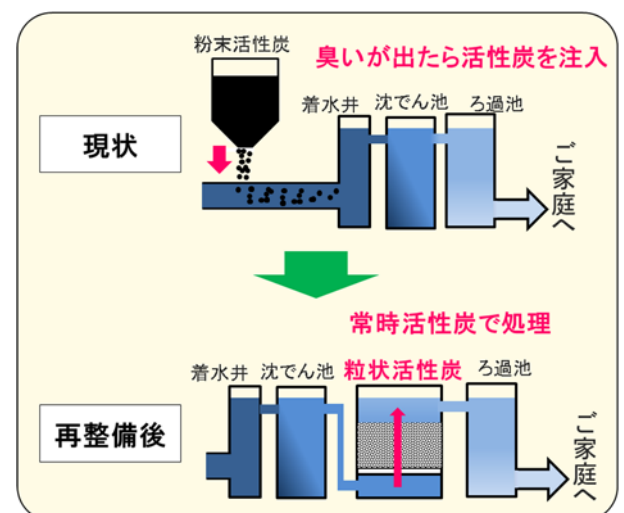 粉末活性炭
臭いが出たら活性炭を注入
着水井
沈でん池
ろ過池
現状
ご家庭へ
常時活性炭で処理
着水井
沈でん池
粒状活性炭
ろ過池
再整備後
ご家庭へ